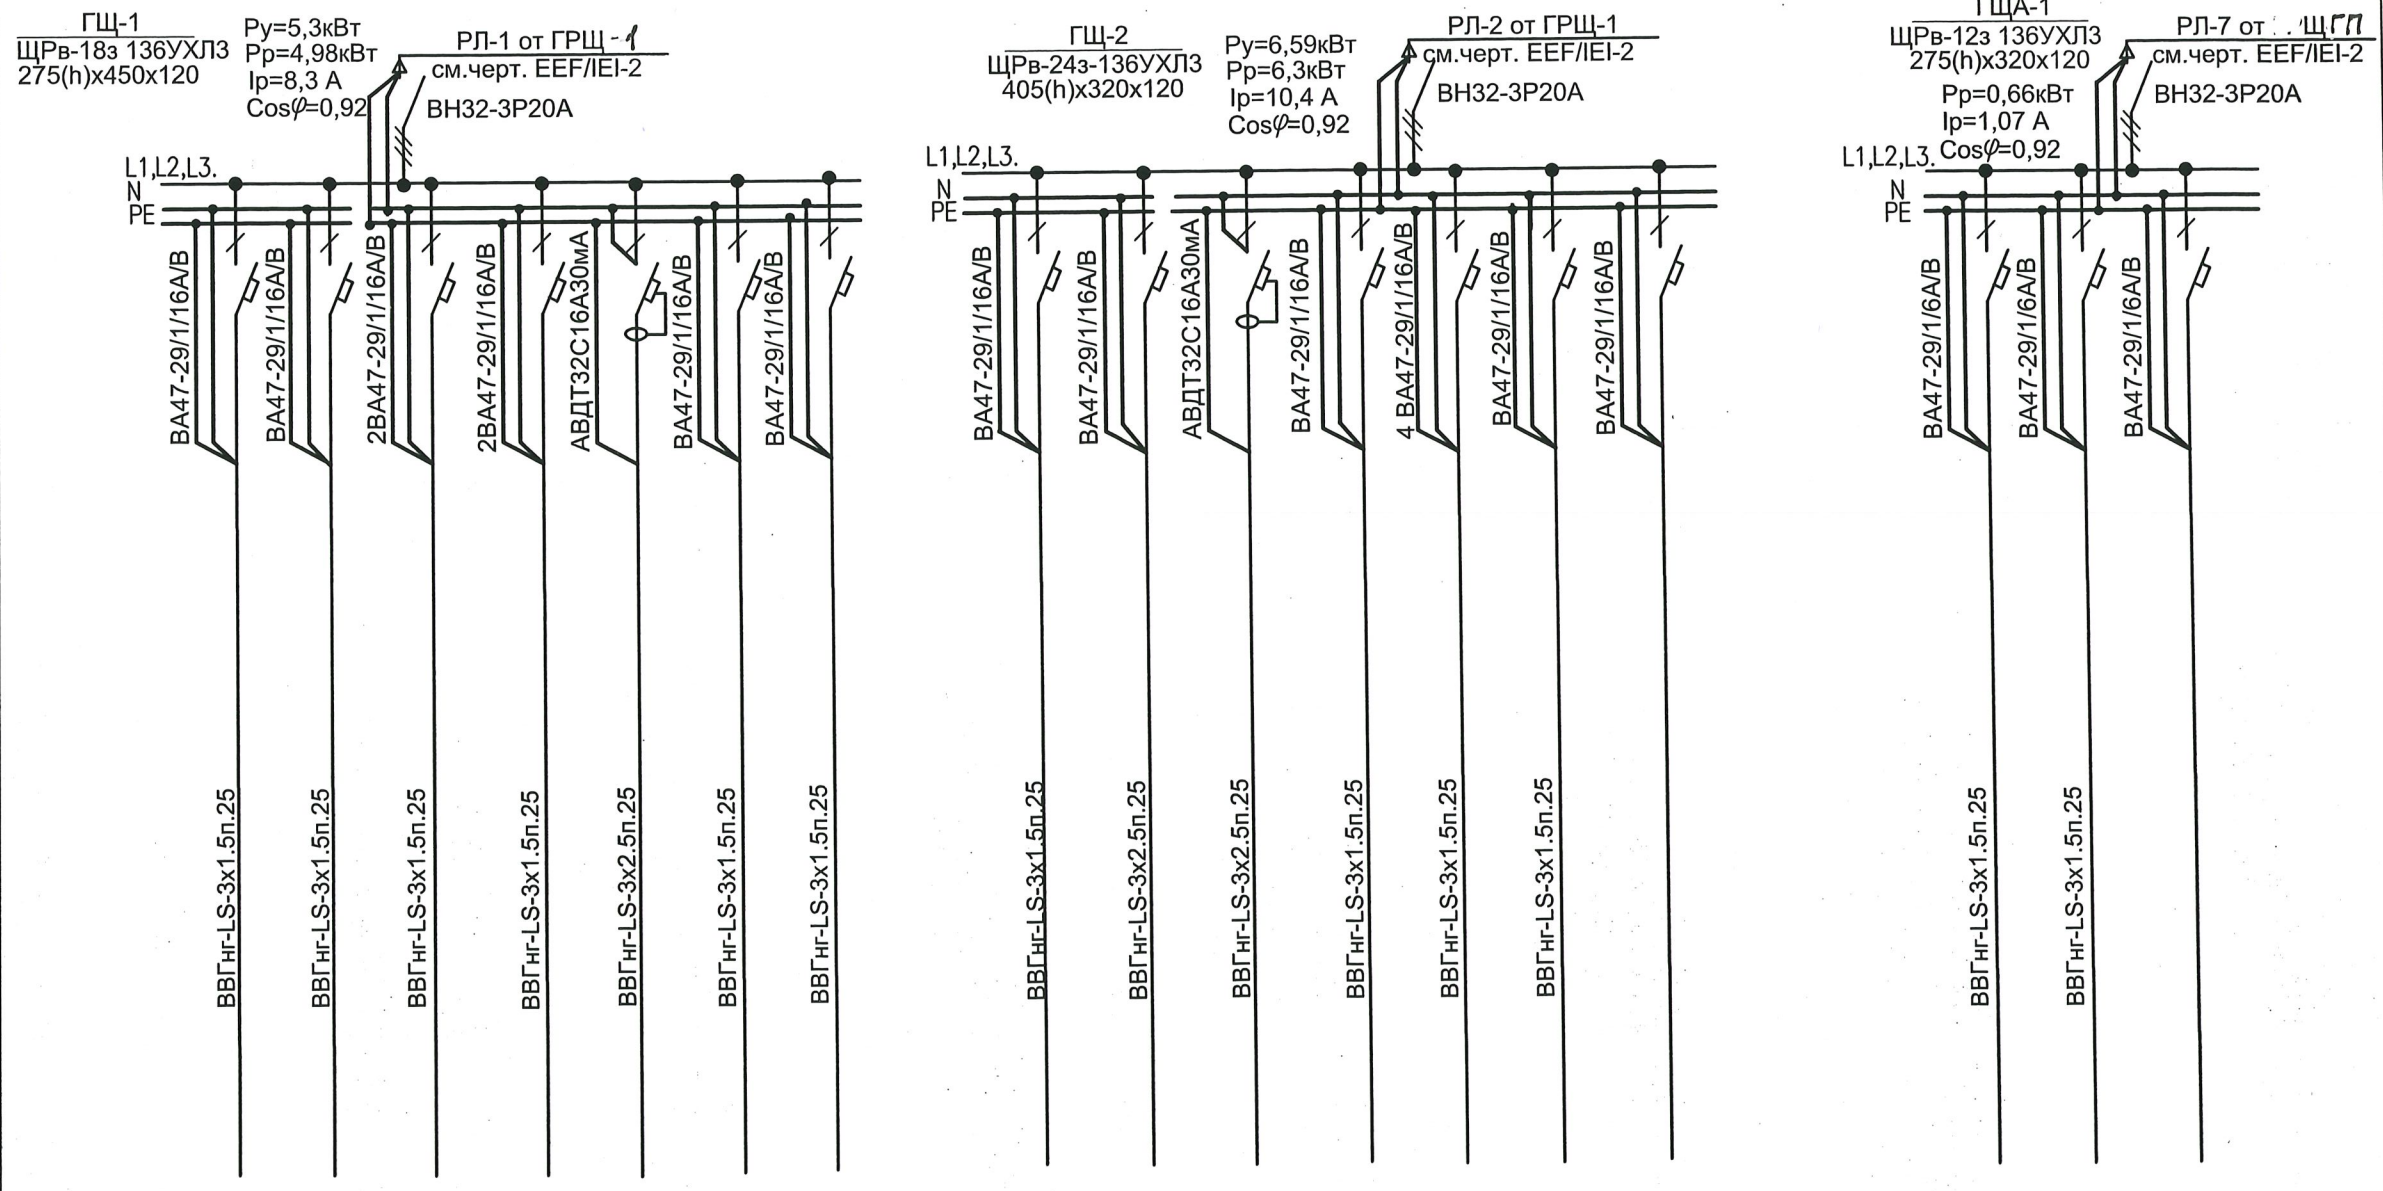 ГЩ-1
ЩРв-18з 136УХЛ3
275(h)х450х120
Ру=5,3кВт
Рр=4,98кВт
Iр=8,3 А
Cosφ=0,92
РЛ-1 от ГРЩ-1
см.черт. EEF/IEI-2
ВН32-3Р20А
L1,L2,L3.
N
PE
ВА47-29/1/16А/В
ВА47-29/1/16А/В
2ВА47-29/1/16А/В
2ВА47-29/1/16А/В
АВДТ32С16А30мА
ВА47-29/1/16А/В
ВА47-29/1/16А/В
ВВГнг-LS-3х1.5п.25
ВВГнг-LS-3х1.5п.25
ВВГнг-LS-3х1.5п.25
ВВГнг-LS-3х1.5п.25
ВВГнг-LS-3х2.5п.25
ВВГнг-LS-3х1.5п.25
ВВГнг-LS-3х1.5п.25
ГЩ-2
ЩРв-24з-136УХЛ3
405(h)х320х120
Ру=6,59кВт
Рр=6,3кВт
Iр=10,4 А
Cosφ=0,92
РЛ-2 от ГРЩ-1
см.черт. EEF/IEI-2
ВН32-3Р20А
L1,L2,L3.
N
PE
ВА47-29/1/16А/В
ВА47-29/1/16А/В
АВДТ32С16А30мА
ВА47-29/1/16А/В
4 ВА47-29/1/16А/В
ВА47-29/1/16А/В
ВА47-29/1/16А/В
ВВГнг-LS-3х1.5п.25
ВВГнг-LS-3х2.5п.25
ВВГнг-LS-3х2.5п.25
ВВГнг-LS-3х1.5п.25
ВВГнг-LS-3х1.5п.25
ВВГнг-LS-3х1.5п.25
ГЩА-1
ЩРв-12з 136УХЛ3
275(h)х320х120
Рр=0,66кВт
Iр=1,07 А
Cosφ=0,92
РЛ-7 от ЩГП
см.черт. EEF/IEI-2
ВН32-3Р20А
L1,L2,L3.
N
PE
ВА47-29/1/6А/В
ВА47-29/1/6А/В
ВА47-29/1/6А/В
ВВГнг-LS-3х1.5п.25
ВВГнг-LS-3х1.5п.25